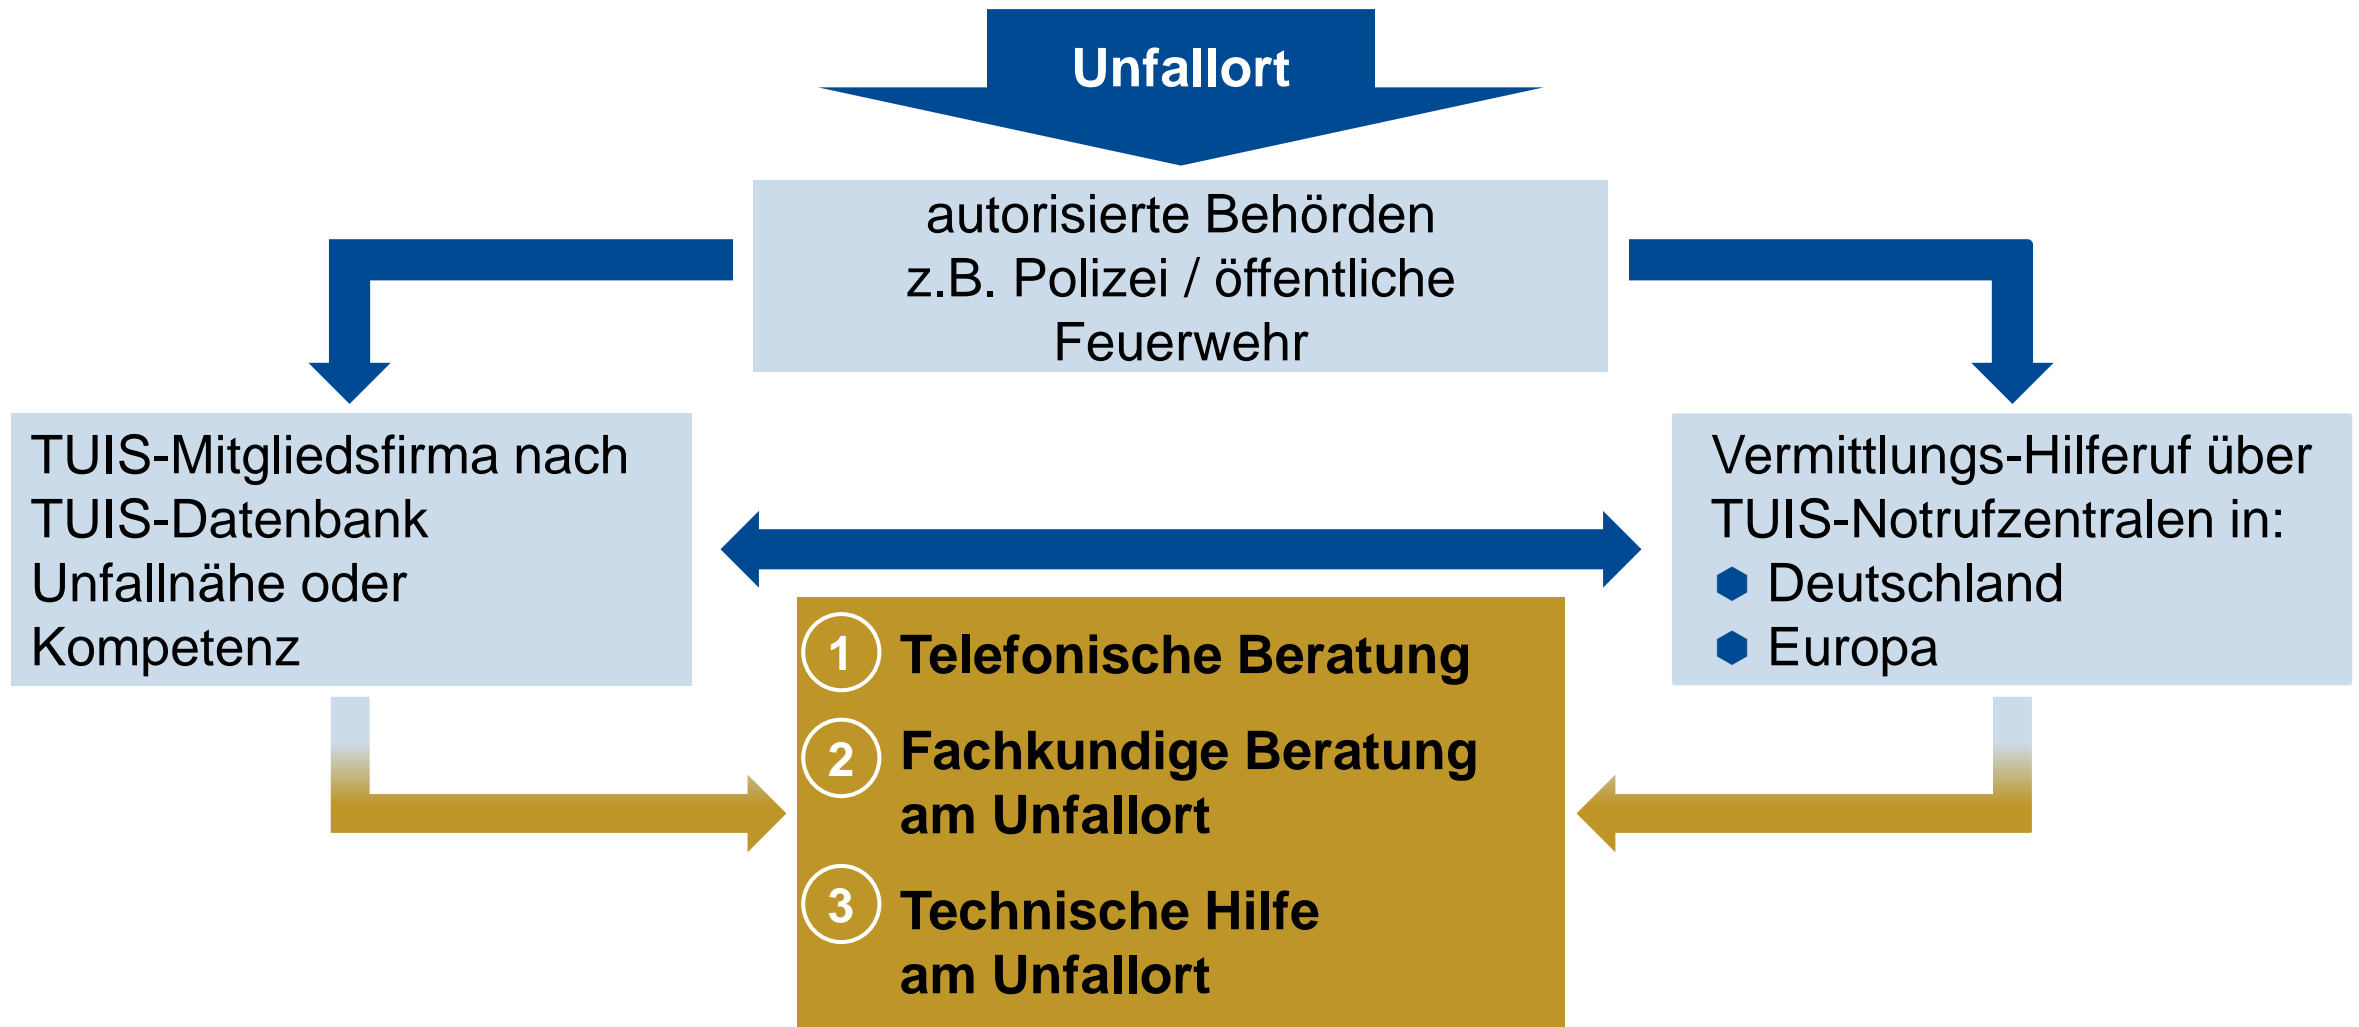 Unfallort
autorisierte Behörden
z.B. Polizei / öffentliche
Feuerwehr
TUIS-Mitgliedsfirma nach
TUIS-Datenbank
Unfallnähe oder
Kompetenz
Vermittlungs-Hilferuf über
TUIS-Notrufzentralen in:
Deutschland
Europa
1 Telefonische Beratung
2 Fachkundige Beratung
am Unfallort
3 Technische Hilfe
am Unfallort